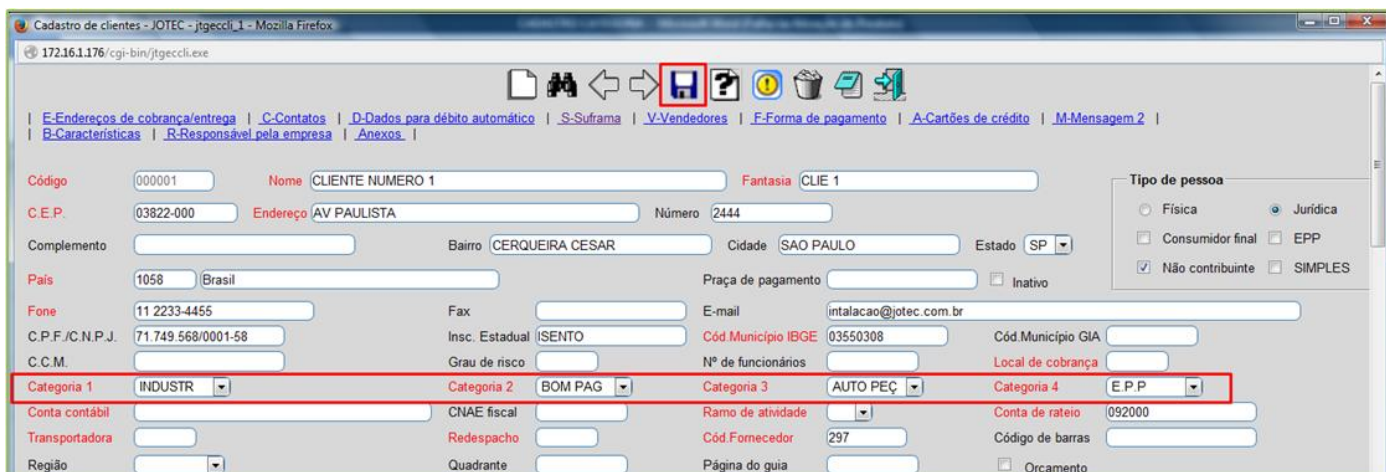 Cadastro de clientes - JOTEC - jtgeccli_1 - Mozilla Firefox
172.16.1.176/cgi-bin/jtgeccli.exe
| E-Endereços de cobrança/entrega | C-Contatos | D-Dados para débito automático | S-Suframa | V-Vendedores | F-Forma de pagamento | A-Cartões de crédito | M-Mensagem 2 |
| B-Características | R-Responsável pela empresa | Anexos |
Código 000001 Nome CLIENTE NUMERO 1 Fantasia CLIE 1 Tipo de pessoa
C.E.P. 03822-000 Endereço AV PAULISTA Número 2444 Física Jurídica
Complemento Bairro CERQUEIRA CESAR Cidade SAO PAULO Estado SP Consumidor final EPP
País 1058 Brasil Praça de pagamento Inativo Não contribuinte SIMPLES
Fone 11 2233-4455 Fax E-mail intalacao@jotec.com.br
C.P.F./C.N.P.J. 71.749.568/0001-58 Insc. Estadual ISENTO Cód.Município IBGE 03550308 Cód.Município GIA
C.C.M. Grau de risco Nº de funcionários Local de cobrança
Categoria 1 INDUSTR Categoria 2 BOM PAG Categoria 3 AUTO PEÇ Categoria 4 E.P.P
Conta contábil CNAE fiscal Ramo de atividade Conta de rateio 092000
Transportadora Redespacho Cód.Fornecedor 297 Código de barras
Região Quadrante Página do guia Orçamento